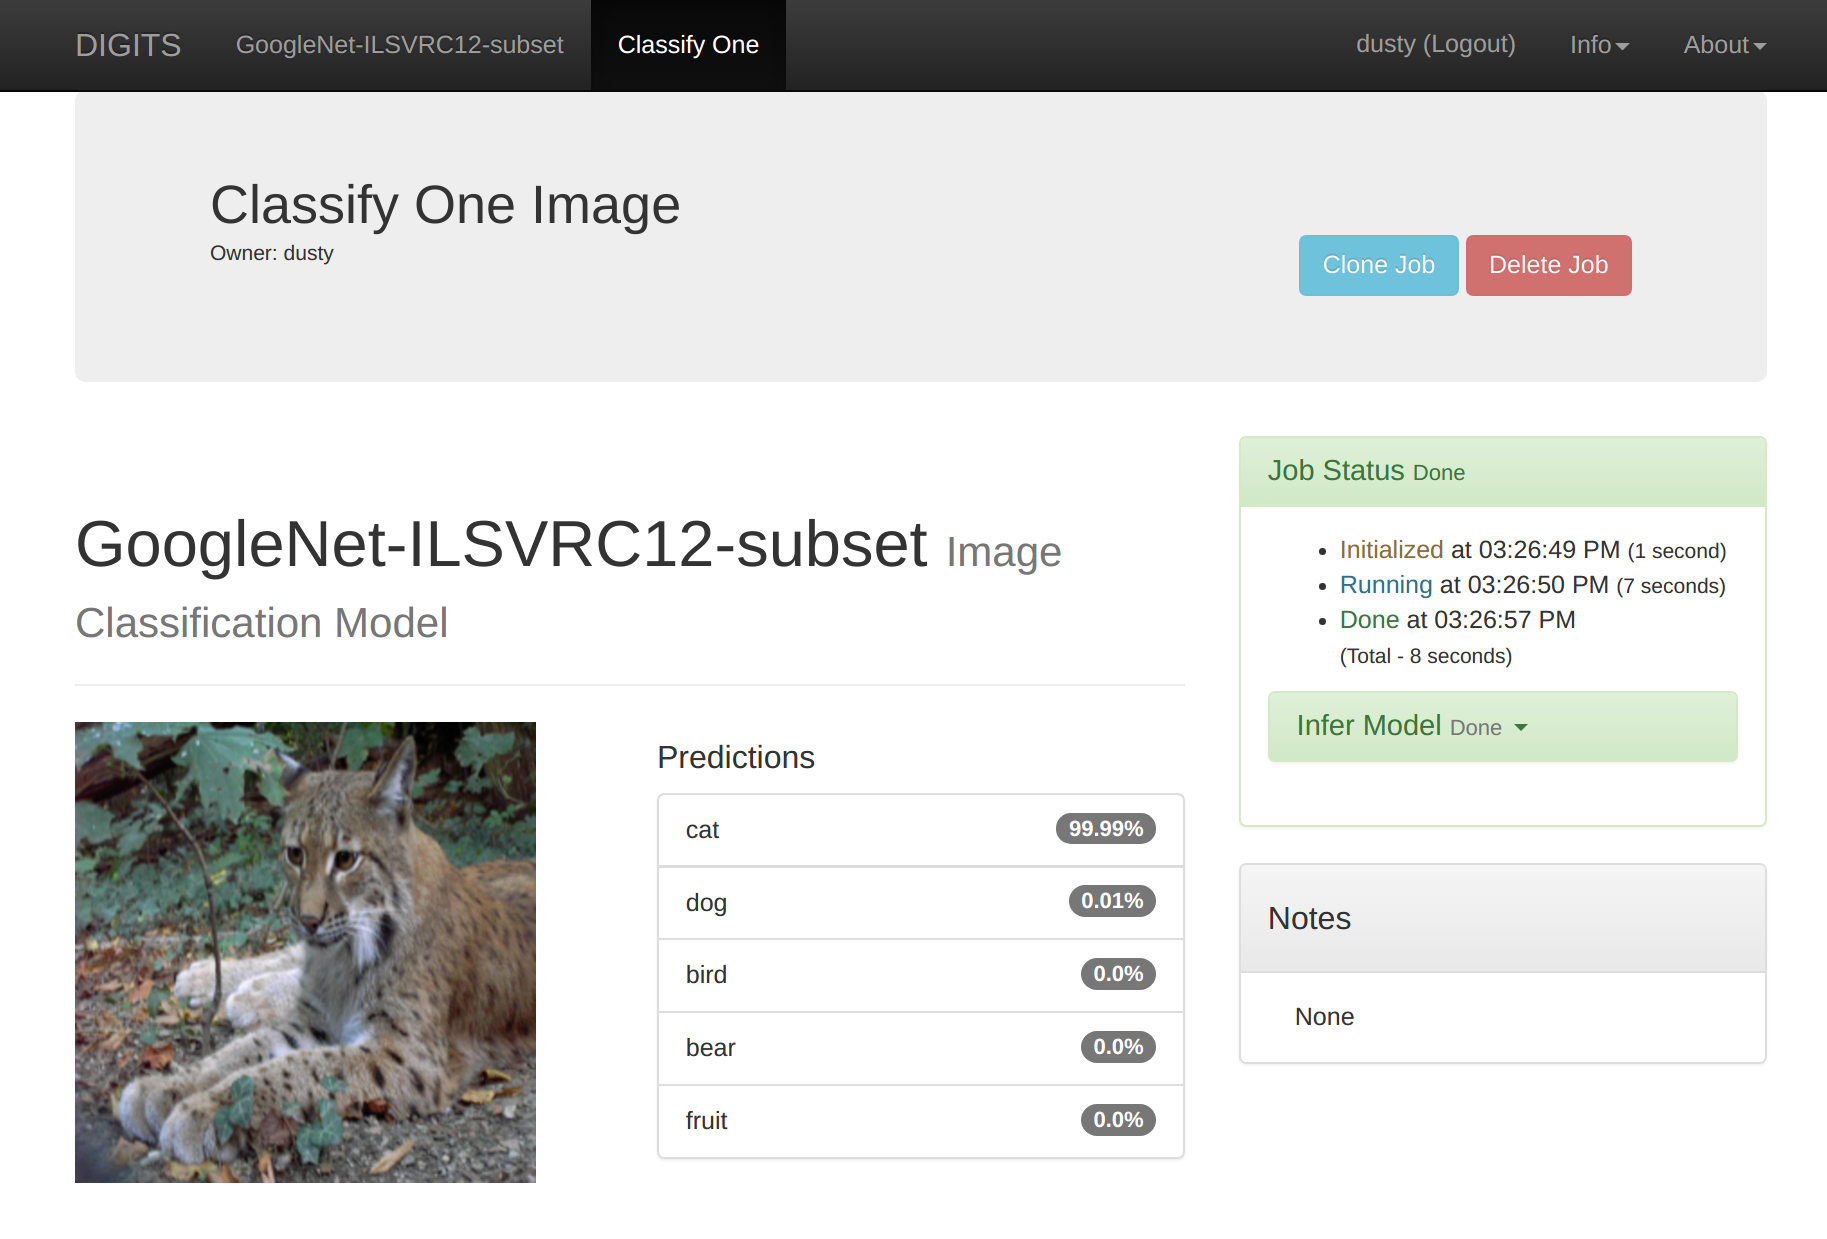 DIGITS GoogleNet-ILSVRC12-subset Classify One dusty (Logout) Info About
Classify One Image
Owner: dusty
Clone Job Delete Job
GoogleNet-ILSVRC12-subset Image
Classification Model
Predictions
cat 99.99%
dog 0.01%
bird 0.0%
bear 0.0%
fruit 0.0%
Job Status Done
Initialized at 03:26:49 PM (1 second)
Running at 03:26:50 PM (7 seconds)
Done at 03:26:57 PM
(Total - 8 seconds)
Infer Model Done
Notes
None